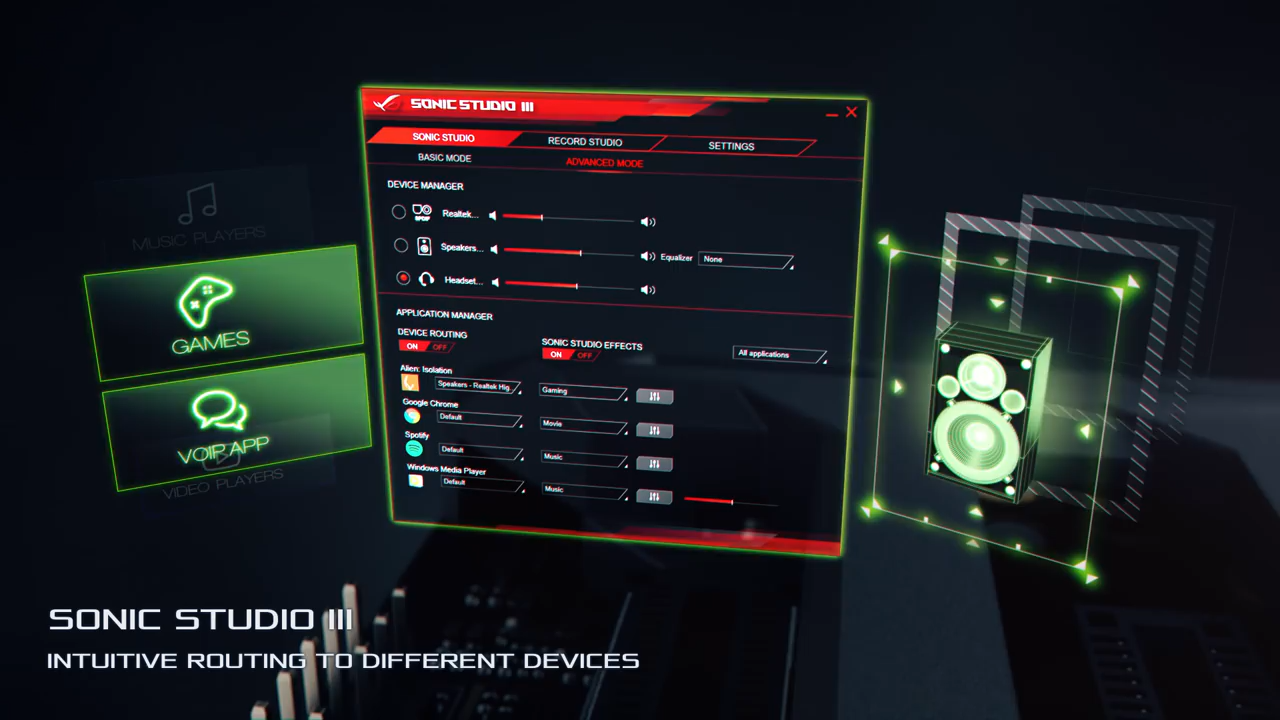 SONIC STUDIO III
SONIC STUDIO
RECORD STUDIO
SETTINGS
BASIC MODE
ADVANCED MODE
DEVICE MANAGER
SPDIF
Realtek...
Speakers...
Equalizer
None
Headset...
APPLICATION MANAGER
DEVICE ROUTING
ON OFF
SONIC STUDIO EFFECTS
ON OFF
All applications
Alien: Isolation
Speakers - Realtek Hig
Gaming
Google Chrome
Default
Movie
Spotify
Default
Music
Windows Media Player
Default
Music
MUSIC PLAYERS
GAMES
VOIP APP
VIDEO PLAYERS
SONIC STUDIO III
INTUITIVE ROUTING TO DIFFERENT DEVICES